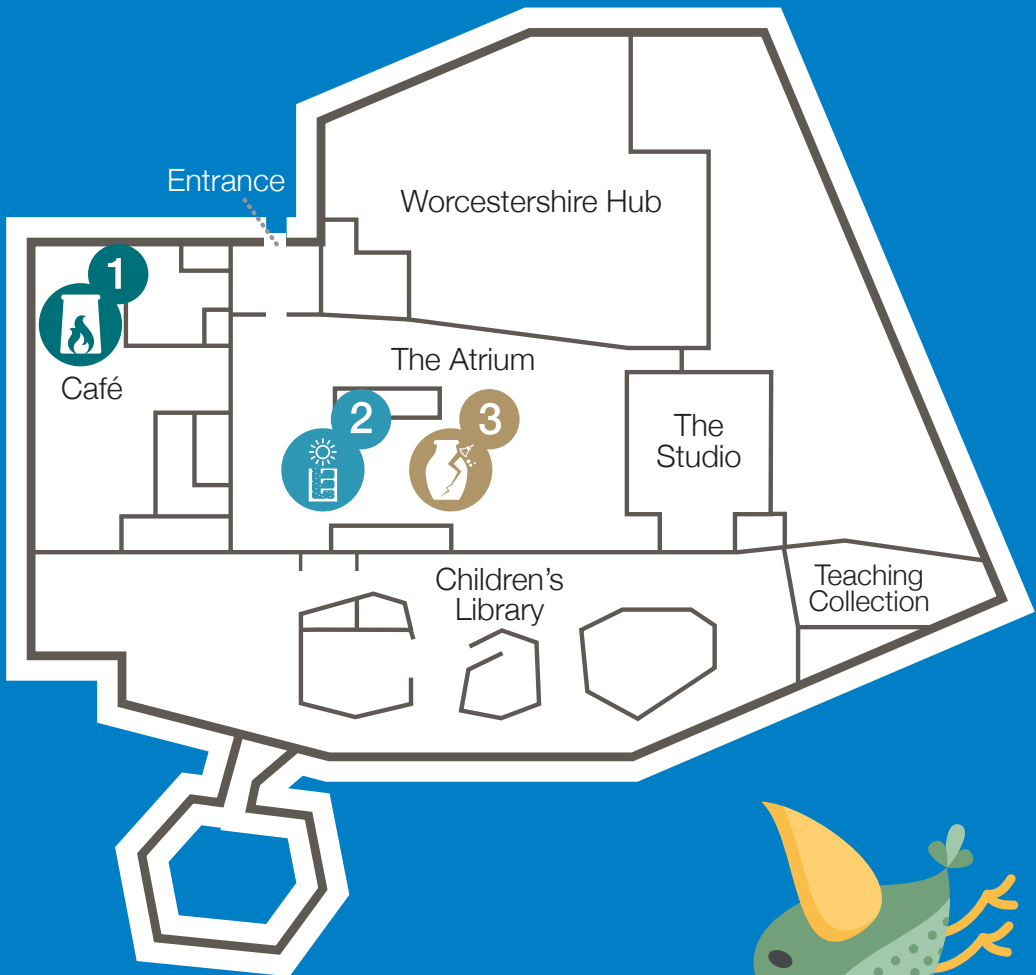 Entrance
Worcestershire Hub
1
The Atrium
Café
2
3
The
Studio
Children’s
Library
Teaching
Collection